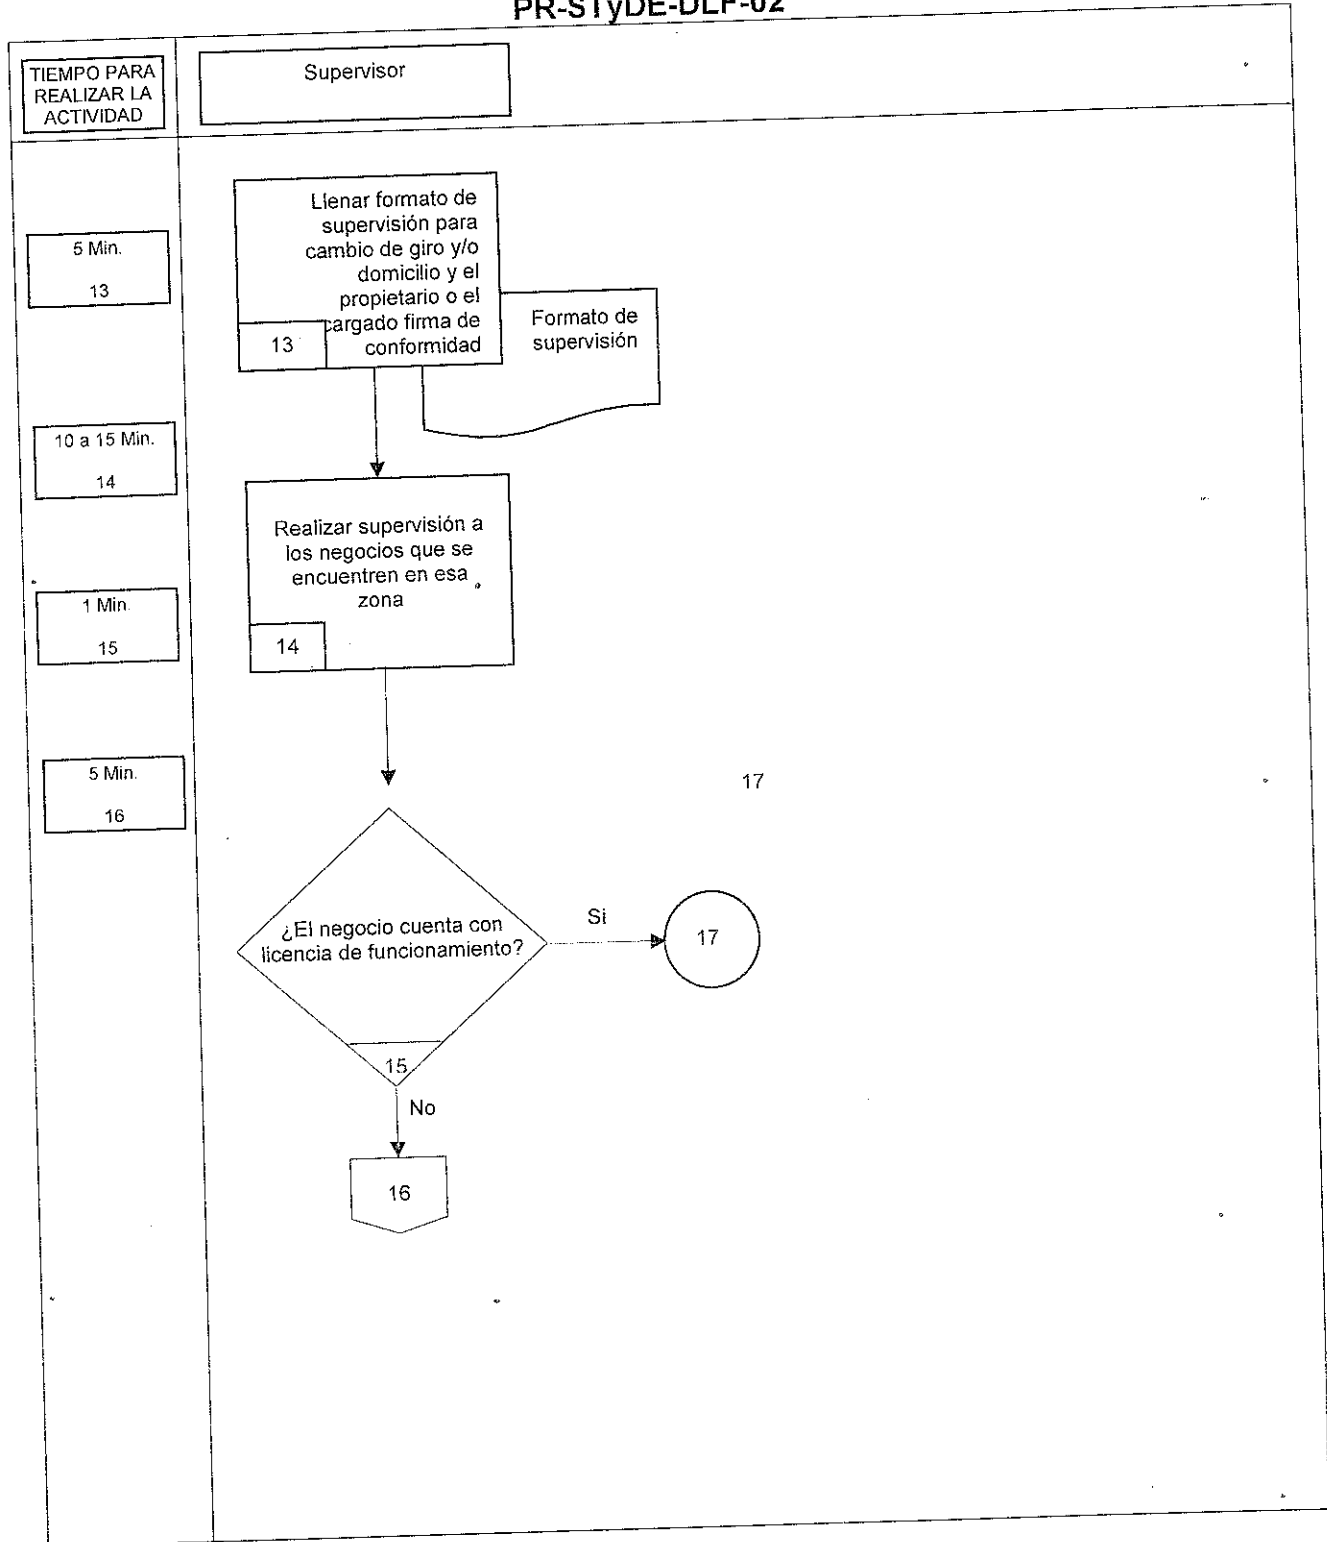 PR-STyDE-DLF-02
TIEMPO PARA
REALIZAR LA
ACTIVIDAD
Supervisor
5 Min.
13
10 a 15 Min.
14
1 Min.
15
5 Min.
16
Llenar formato de
supervisión para
cambio de giro y/o
domicilio y el
propietario o el
cargado firma de
conformidad
13
Formato de
supervisión
Realizar supervisión a
los negocios que se
encuentren en esa
zona
14
17
¿El negocio cuenta con
licencia de funcionamiento?
Si
17
15
No
16